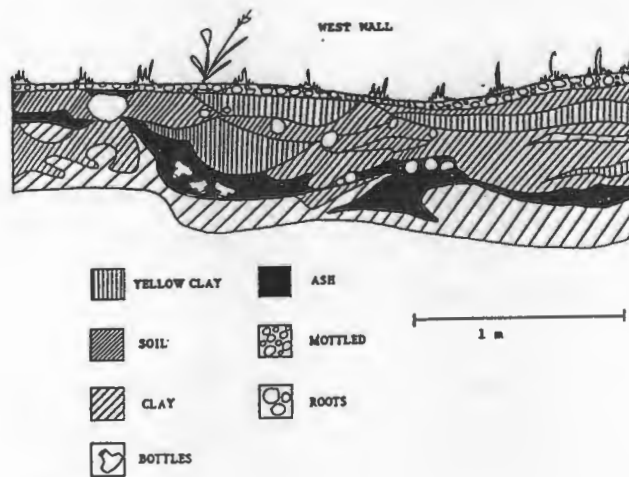 WEST WALL
YELLOW CLAY
ASH
SOIL
MOTTLED
1 m
CLAY
ROOTS
BOTTLES